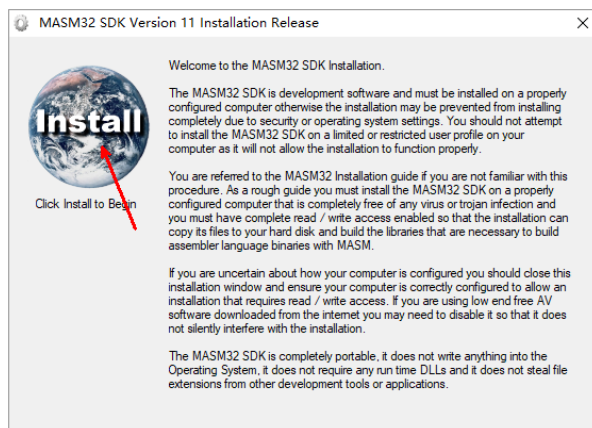 MASM32 SDK Version 11 Installation Release
Install
Click Install to Begin
Welcome to the MASM32 SDK Installation.
The MASM32 SDK is development software and must be installed on a properly
configured computer otherwise the installation may be prevented from installing
completely due to security or operating system settings. You should not attempt
to install the MASM32 SDK on a limited or restricted user profile on your
computer as it will not allow the installation to function properly.
You are referred to the MASM32 Installation guide if you are not familiar with this
procedure. As a rough guide you must install the MASM32 SDK on a properly
configured computer that is completely free of any virus or trojan infection and
you must have complete read / write access enabled so that the installation can
copy its files to your hard disk and build the libraries that are necessary to build
assembler language binaries with MASM.
If you are uncertain about how your computer is configured you should close this
installation window and ensure your computer is correctly configured to allow an
installation that requires read / write access. If you are using low end free AV
software downloaded from the internet you may need to disable it so that it does
not silently interfere with the installation.
The MASM32 SDK is completely portable, it does not write anything into the
Operating System, it does not require any run time DLLs and it does not steal file
extensions from other development tools or applications.